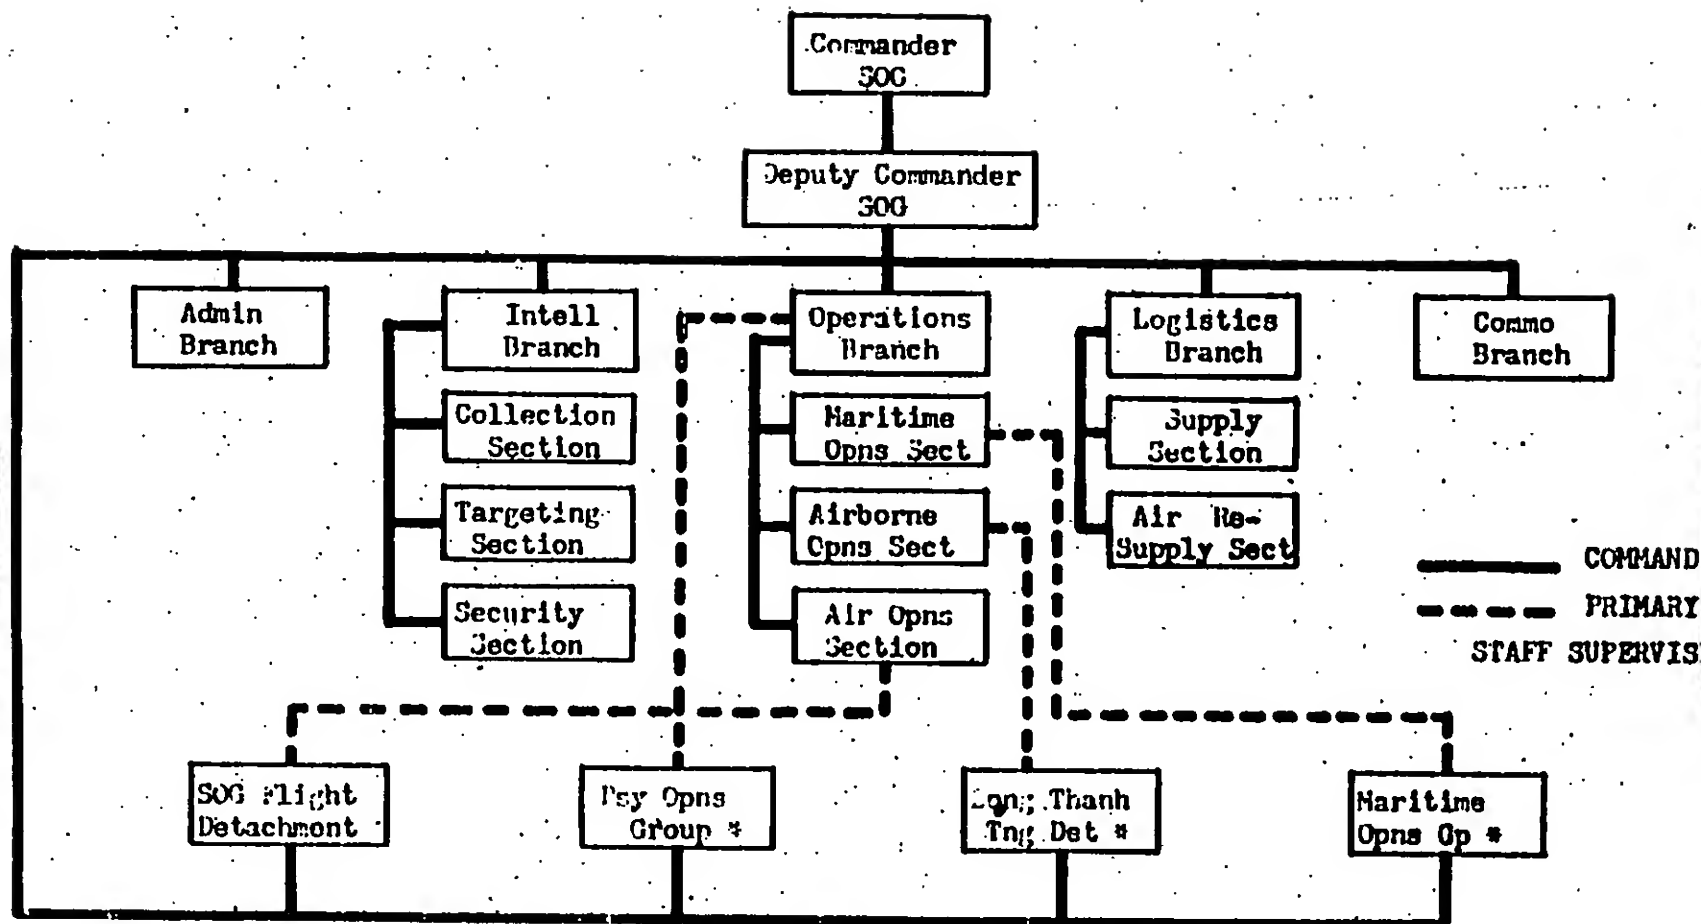 Commander
SOG
Deputy Commander
SOG
Admin
Branch
Intell
Branch
Operations
Branch
Logistics
Branch
Commo
Branch
Collection
Section
Maritime
Opns Sect
Supply
Section
Targeting
Section
Airborne
Opns Sect
Air Re-
Supply Sect
Security
Section
Air Opns
Section
COMMAND
PRIMARY
STAFF
SOG Flight
Detachment
Psy Opns
Group *
Long Thanh
Tng Det *
Maritime
Opns Gp *